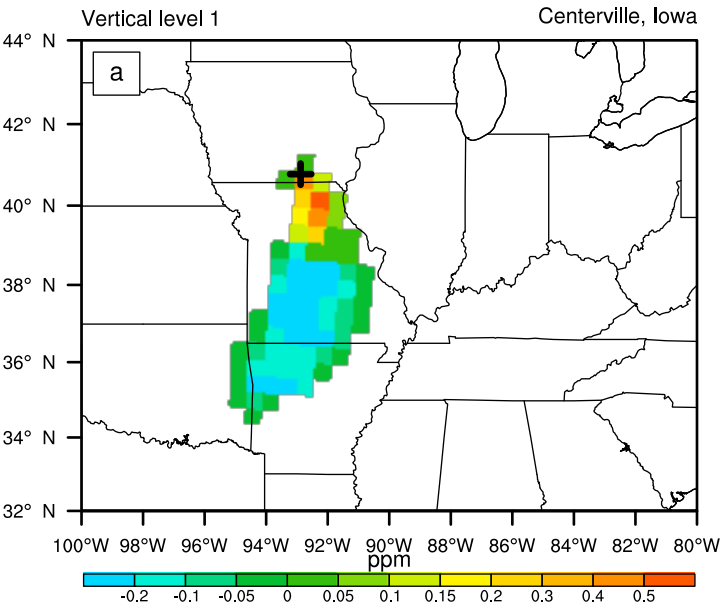 Vertical level 1
Centerville, Iowa
a
44° N
42° N
40° N
38° N
36° N
34° N
32° N
100°W 98°W 96°W 94°W 92°W 90°W 88°W 86°W 84°W 82°W 80°W
ppm
-0.2 -0.1 -0.05 0 0.05 0.1 0.15 0.2 0.3 0.4 0.5